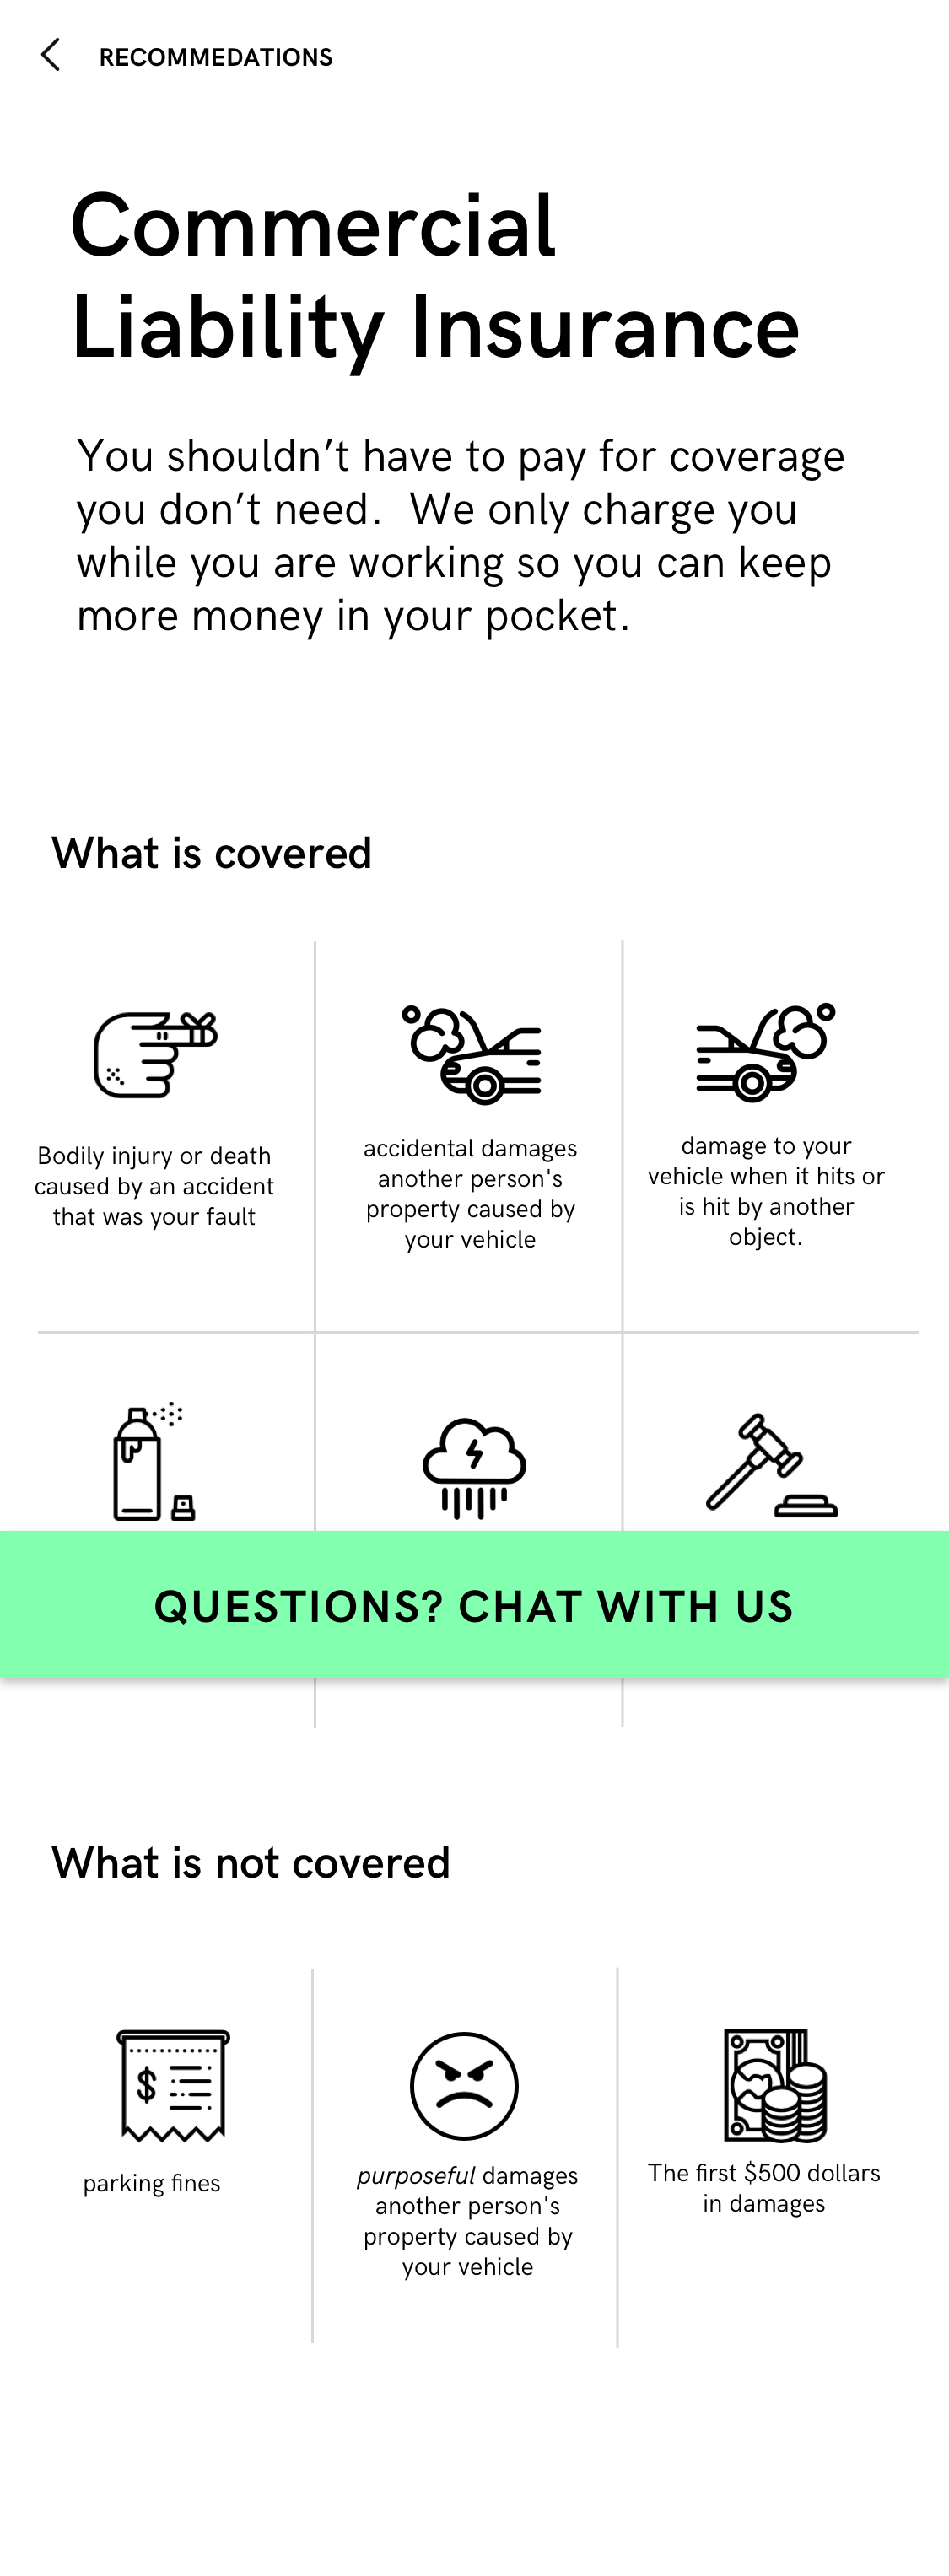 RECOMMEDATIONS
Commercial
Liability Insurance
You shouldn’t have to pay for coverage
you don’t need.  We only charge you
while you are working so you can keep
more money in your pocket.
What is covered
Bodily injury or death
caused by an accident
that was your fault
accidental damages
another person's
property caused by
your vehicle
damage to your
vehicle when it hits or
is hit by another
object.
QUESTIONS? CHAT WITH US
What is not covered
$
parking fines
purposeful damages
another person's
property caused by
your vehicle
The first $500 dollars
in damages